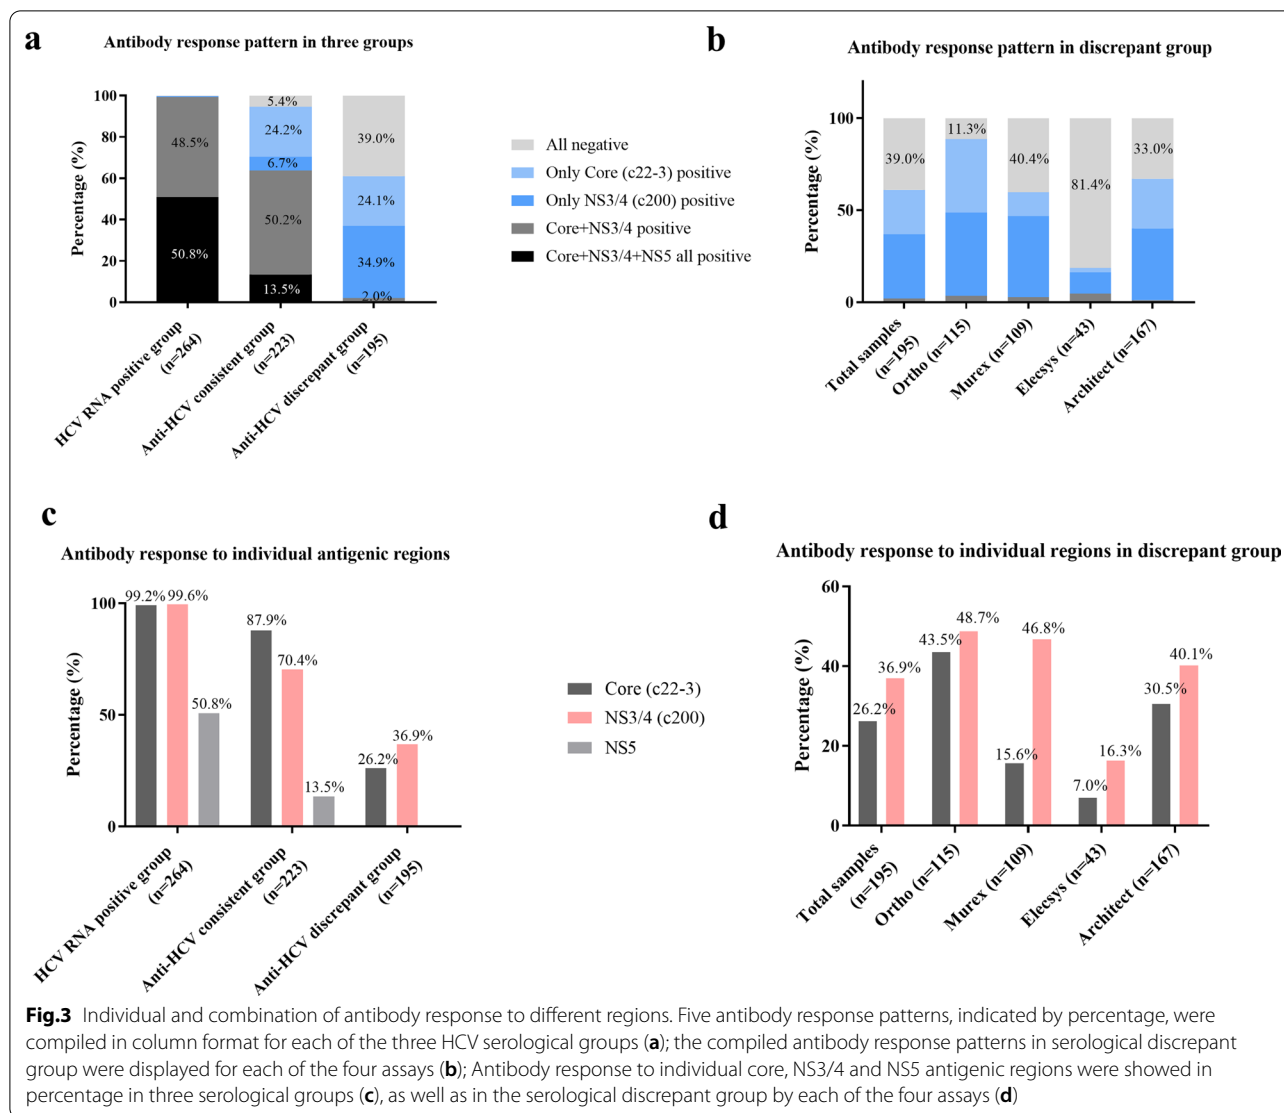 a
Antibody response pattern in three groups
Percentage (%)
100
80
60
40
20
0
48.5%
50.8%
5.4%
24.2%
6.7%
50.2%
13.5%
39.0%
24.1%
34.9%
2.0%
HCV RNA positive group
(n=264)
Anti-HCV consistent group
(n=223)
Anti-HCV discrepant group
(n=195)
All negative
Only Core (c22-3) positive
Only NS3/4 (c200) positive
Core+NS3/4 positive
Core+NS3/4+NS5 all positive
b
Antibody response pattern in discrepant group
Percentage (%)
100
50
0
39.0%
11.3%
40.4%
81.4%
33.0%
Total samples
(n=195)
Ortho (n=115)
Murex (n=109)
Elecsys (n=43)
Architect (n=167)
c
Antibody response to individual antigenic regions
Percentage (%)
100
50
0
99.2%
99.6%
50.8%
87.9%
70.4%
13.5%
26.2%
36.9%
HCV RNA positive group
(n=264)
Anti-HCV consistent group
(n=223)
Anti-HCV discrepant group
(n=195)
Core (c22-3)
NS3/4 (c200)
NS5
d
Antibody response to individual regions in discrepant group
Percentage (%)
60
40
20
0
26.2%
36.9%
43.5%
48.7%
15.6%
46.8%
7.0%
16.3%
30.5%
40.1%
Total samples
(n=195)
Ortho (n=115)
Murex (n=109)
Elecsys (n=43)
Architect (n=167)
Fig.3 Individual and combination of antibody response to different regions. Five antibody response patterns, indicated by percentage, were
compiled in column format for each of the three HCV serological groups (a); the compiled antibody response patterns in serological discrepant
group were displayed for each of the four assays (b); Antibody response to individual core, NS3/4 and NS5 antigenic regions were showed in
percentage in three serological groups (c), as well as in the serological discrepant group by each of the four assays (d)